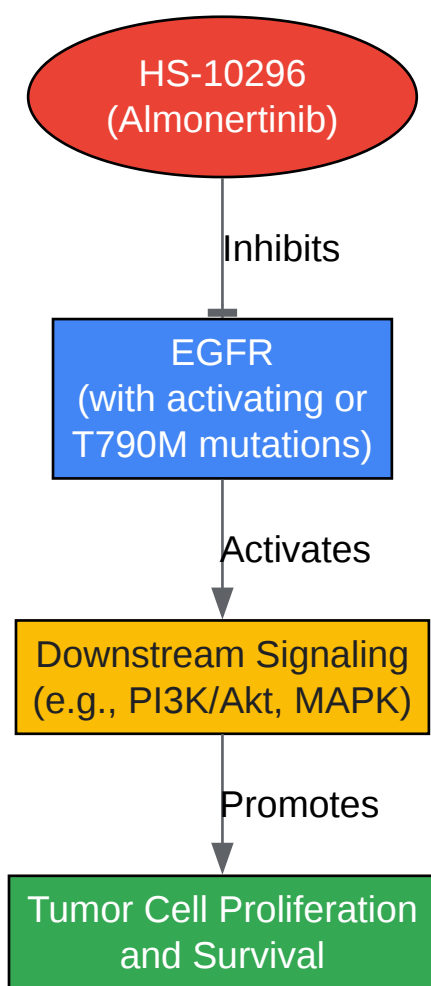 HS-10296
(Almonertinib)
Inhibits
EGFR
(with activating or
T790M mutations)
Activates
Downstream Signaling
(e.g., PI3K/Akt, MAPK)
Promotes
Tumor Cell Proliferation
and Survival